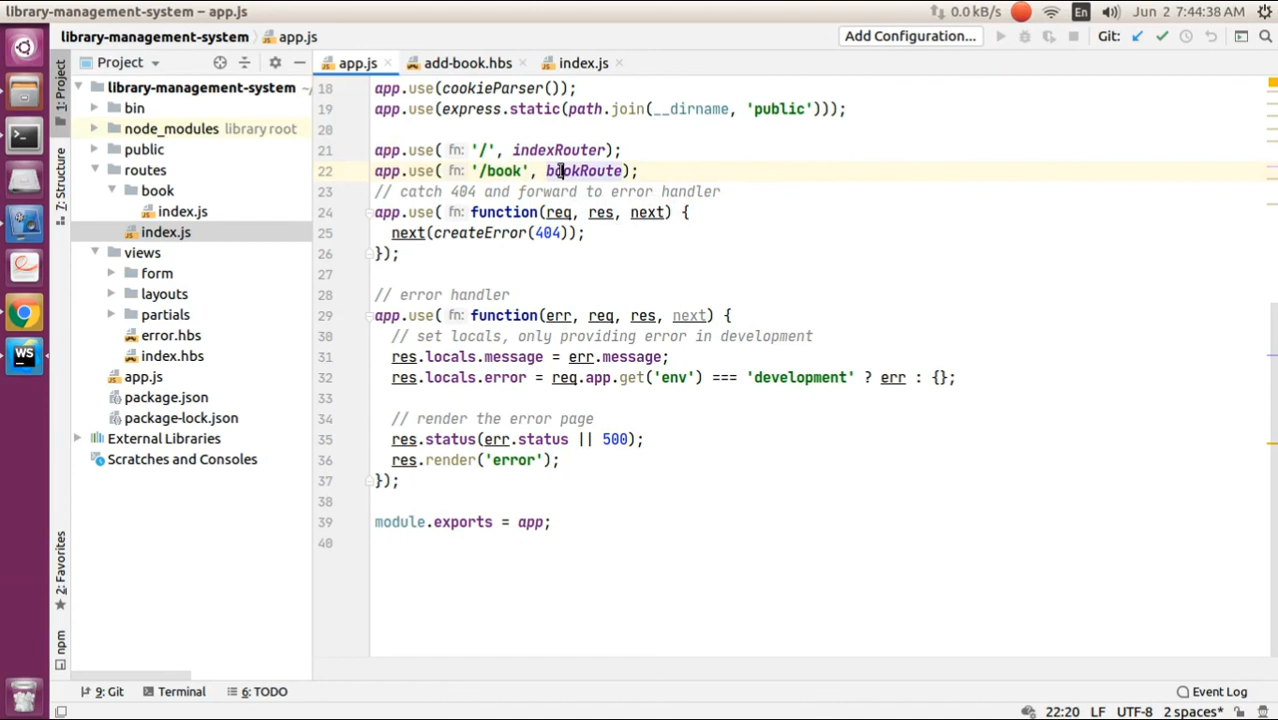 library-management-system – app.js
0.0 kB/s En Jun 2 7:44:38 AM
library-management-system app.js Add Configuration... Git:
Project
app.js add-book.hbs index.js
1: Project
7: Structure
2: Favorites
npm
library-management-system
bin
node_modules library root
public
routes
book
index.js
index.js
views
form
layouts
partials
error.hbs
index.hbs
app.js
package.json
package-lock.json
External Libraries
Scratches and Consoles
WS
18 app.use(cookieParser());
19 app.use(express.static(path.join(__dirname, 'public')));
20
21 app.use( fn: '/', indexRouter);
22 app.use( fn: '/book', bookRoute);
23 // catch 404 and forward to error handler
24 app.use( fn: function(req, res, next) {
25 next(createError(404));
26 });
27
28 // error handler
29 app.use( fn: function(err, req, res, next) {
30 // set locals, only providing error in development
31 res.locals.message = err.message;
32 res.locals.error = req.app.get('env') === 'development' ? err : {};
33
34 // render the error page
35 res.status(err.status || 500);
36 res.render('error');
37 });
38
39 module.exports = app;
40
9: Git Terminal 6: TODO Event Log
22:20 LF UTF-8 2 spaces*